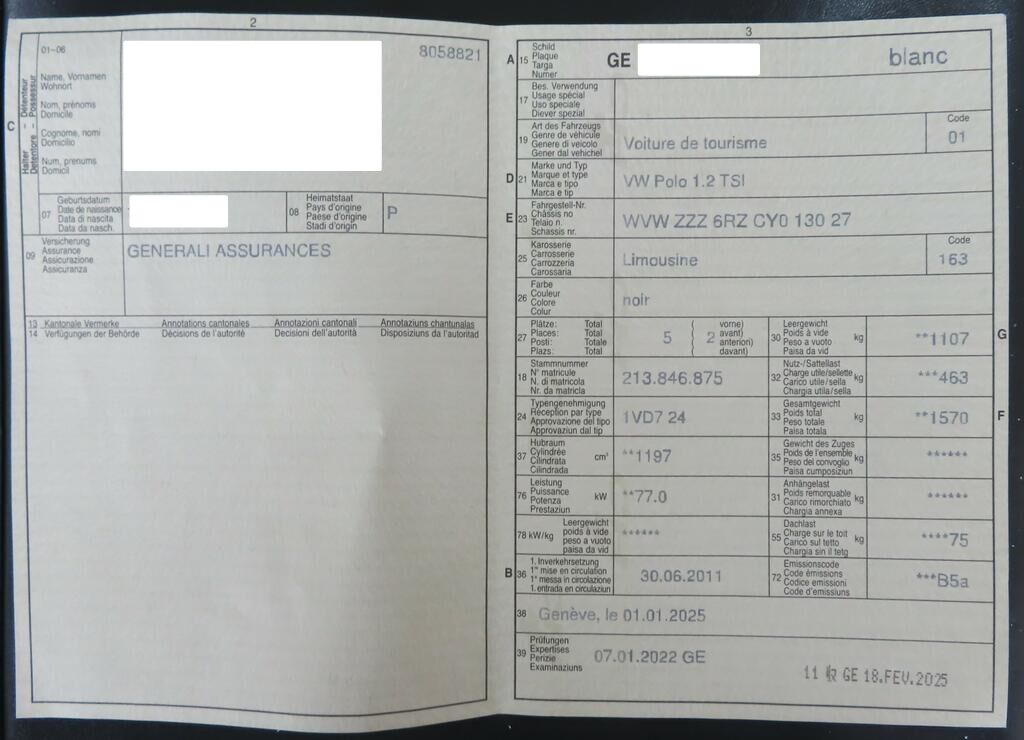 2
01-06
8058821
C
Halter - Détenteur
Detentore - Possessur
Name, Vornamen
Wohnort
Nom, prénoms
Domicile
Cognome, nomi
Domicilio
Num, prenums
Domicil
07
Geburtsdatum
Date de naissance
Data di nascita
Data da nasch.
08
Heimatstaat
Pays d'origine
Paese d'origine
Stadi d'origin
P
09
Versicherung
Assurance
Assicurazione
Assicuranza
GENERALI ASSURANCES
13 Kantonale Vermerke Annotations cantonales Annotazioni cantonali Annotaziuns chantunalas
14 Verfügungen der Behörde Décisions de l'autorité Decisioni dell'autorità Disposiziuns da l'autoritad
3
A
15
Schild
Plaque
Targa
Numer
GE
blanc
17
Bes. Verwendung
Usage spécial
Uso speciale
Diever spezial
19
Art des Fahrzeugs
Genre de véhicule
Genere di veicolo
Gener dal vehichel
Voiture de tourisme
Code
01
D
21
Marke und Typ
Marque et type
Marca e tipo
Marca e tip
VW Polo 1.2 TSI
E
23
Fahrgestell-Nr.
Châssis no
Telaio n.
Schassis nr.
WVW ZZZ 6RZ CY0 130 27
25
Karosserie
Carrosserie
Carrozzeria
Carossaria
Limousine
Code
163
26
Farbe
Couleur
Colore
Colur
noir
27
Plätze: Total
Places: Total
Posti: Totale
Plazs: Total
5
( vorne)
( 2 avant)
( anteriori)
( davant)
30
Leergewicht
Poids à vide
Peso a vuoto
Paisa da vid
kg
**1107
G
18
Stammnummer
N° matricule
N. di matricola
Nr. da matricla
213.846.875
32
Nutz-/Sattellast
Charge utile/sellette
Carico utile/sella
Chargia utila/sella
kg
***463
24
Typengenehmigung
Réception par type
Approvazione del tipo
Approvaziun dal tip
1VD7 24
33
Gesamtgewicht
Poids total
Peso totale
Paisa totala
kg
**1570
F
37
Hubraum
Cylindrée
Cilindrata
Cilindrada
cm³
**1197
35
Gewicht des Zuges
Poids de l'ensemble
Peso del convoglio
Paisa cumposiziun
kg
******
76
Leistung
Puissance
Potenza
Prestaziun
kW
**77.0
31
Anhängelast
Poids remorquable
Carico rimorchiato
Chargia annexa
kg
******
78 kW/kg
Leergewicht
poids à vide
peso a vuoto
paisa da vid
******
55
Dachlast
Charge sur le toit
Carico sul tetto
Chargia sin il tetg
kg
****75
B
36
1. Inverkehrsetzung
1re mise en circulation
1a messa in circolazione
1. entrada en circulaziun
30.06.2011
72
Emissionscode
Code émissions
Codice emissioni
Code d'emissiuns
***B5a
38
Genève, le 01.01.2025
39
Prüfungen
Expertises
Perizie
Examinaziuns
07.01.2022 GE
11 GE 18.FEV.2025